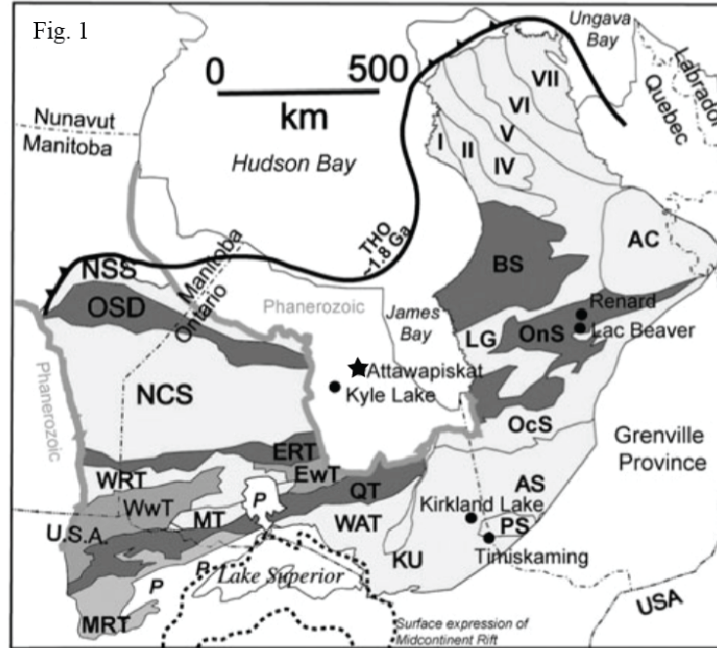 Fig. 1
0 500
km
Ungava
Bay
Labrador
Quebec
Nunavut
Manitoba
Hudson Bay
I
II
IV
V
VI
VII
THO
~1.8 Ga
NSS
Manitoba
Ontario
OSD
Phanerozoic
James
Bay
BS
AC
Renard
LG
OnS
Lac Beaver
Attawapiskat
Kyle Lake
NCS
Phanerozoic
OcS
Grenville
Province
ERT
WRT
EwT
WwT
P
QT
AS
Kirkland Lake
PS
MT
WAT
U.S.A.
KU
Timiskaming
P
P
Lake Superior
MRT
USA
Surface expression of
Midcontinent Rift